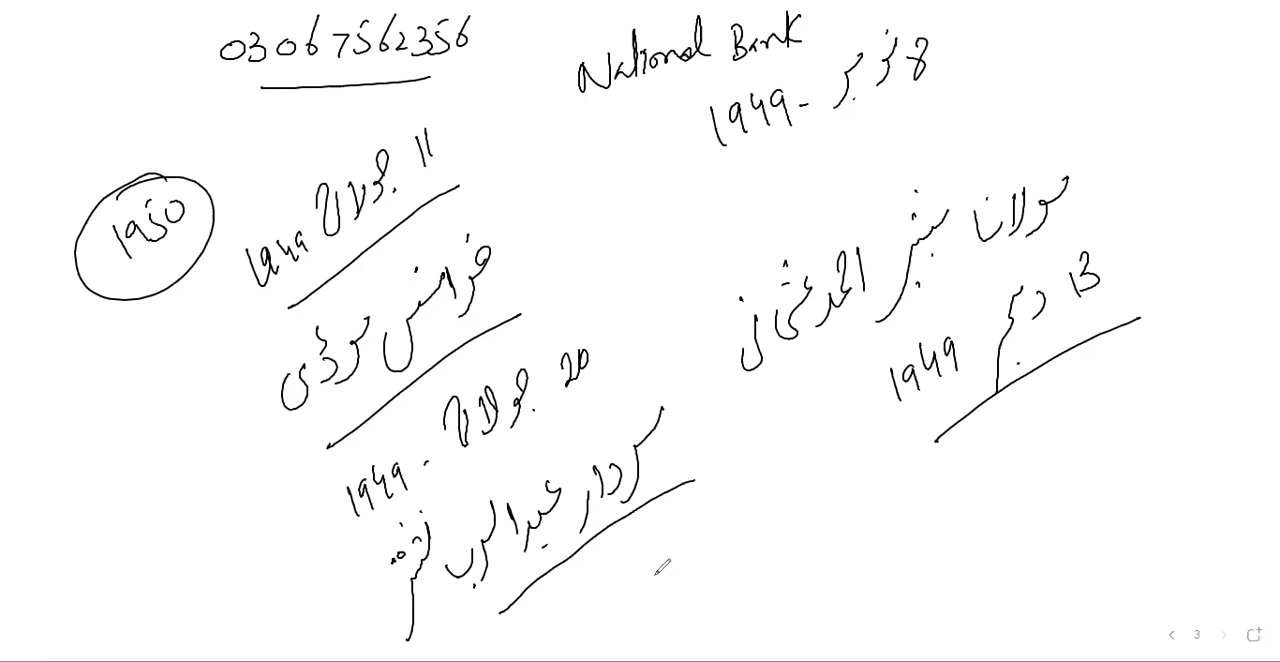 03067562356
National Bank
8 نومبر - 1949
1950
11 جولائی 1949
فرانسس موڈی
20 جولائی - 1949
سردار عبدالرب نشتر
مولانا شبیر احمد عثمانی
13 دسمبر 1949
3